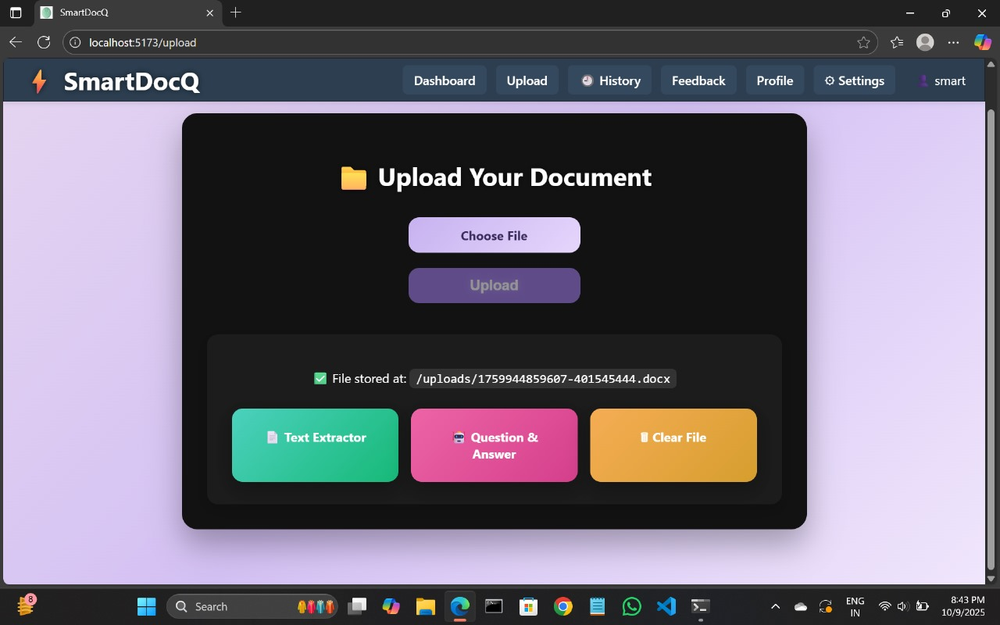 SmartDocQ
localhost:5173/upload
SmartDocQ
Dashboard
Upload
History
Feedback
Profile
Settings
smart
Upload Your Document
Choose File
Upload
File stored at: /uploads/1759944859607-401545444.docx
Text Extractor
Question &
Answer
Clear File
8
Search
ENG
IN
8:43 PM
10/9/2025